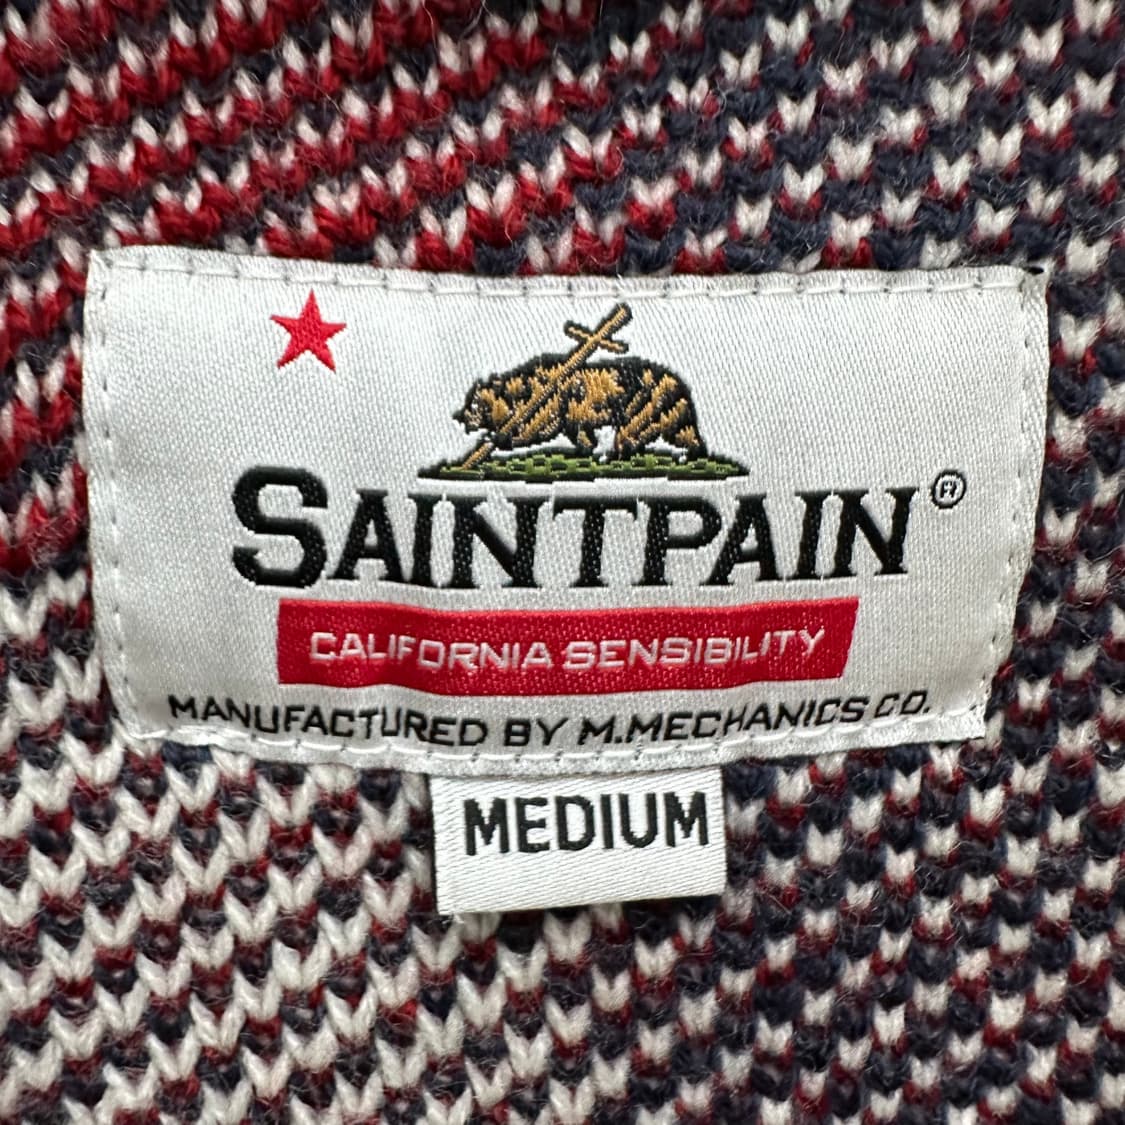 SAINTPAIN®
CALIFORNIA SENSIBILITY
MANUFACTURED BY M.MECHANICS CO.
MEDIUM